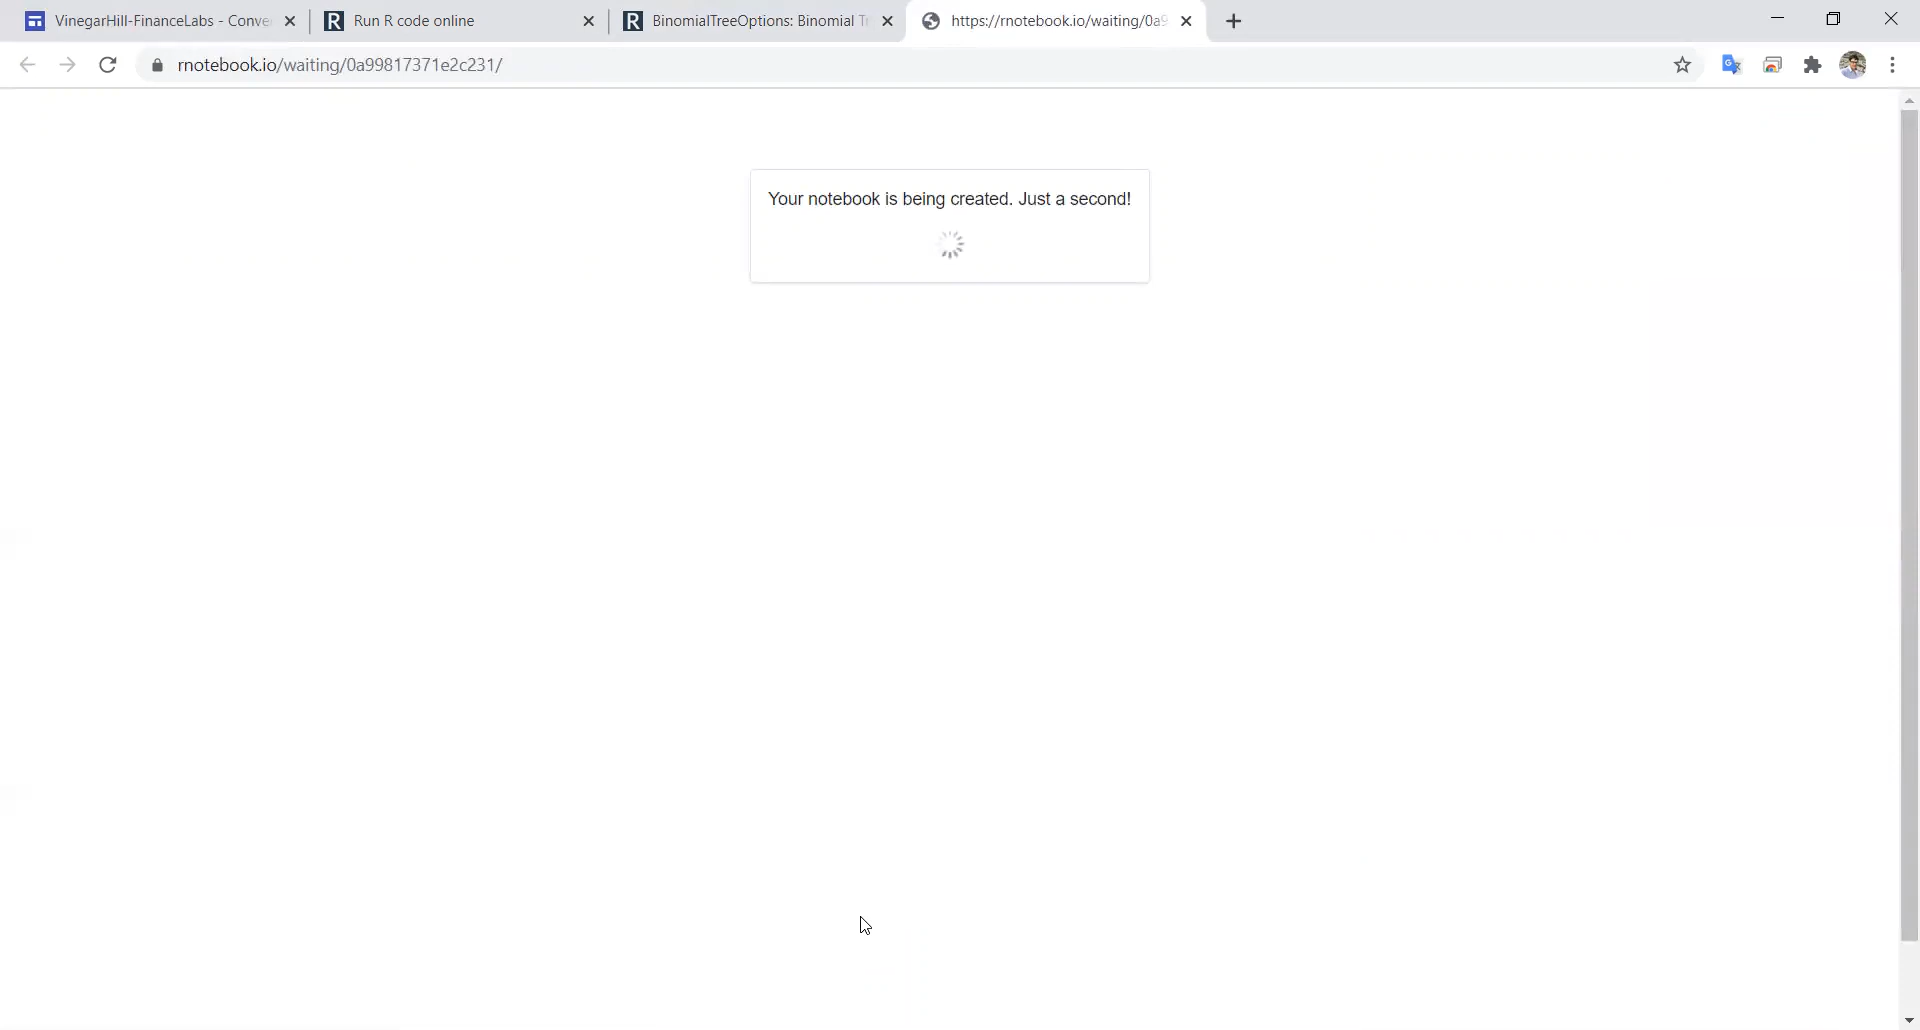 VinegarHill-FinanceLabs - Conve
Run R code online
BinomialTreeOptions: Binomial T
https://rnotebook.io/waiting/0a9
rnotebook.io/waiting/0a99817371e2c231/
Your notebook is being created. Just a second!